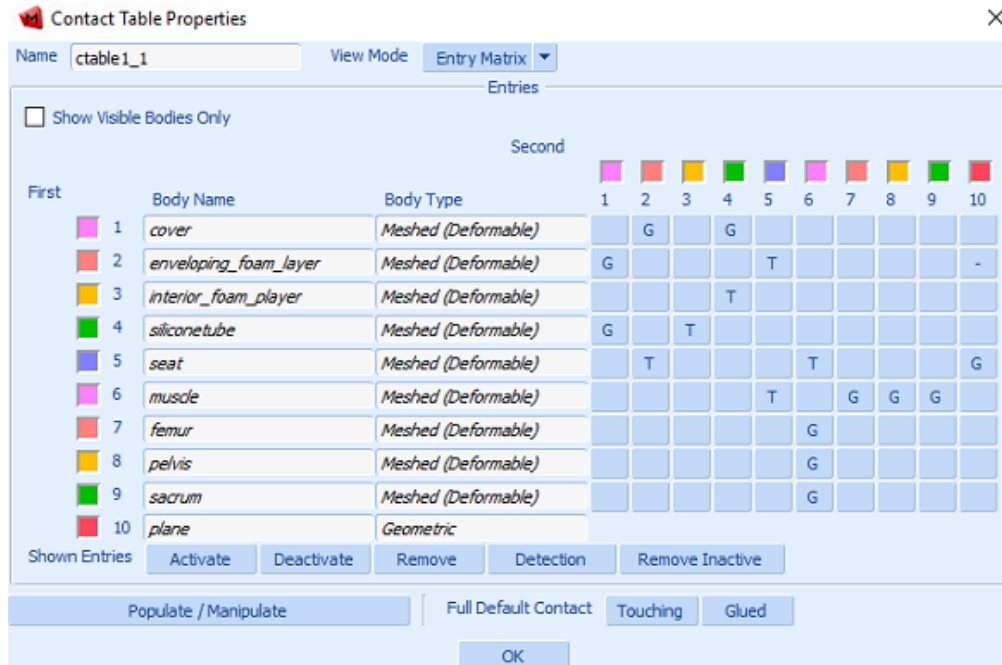 Contact Table Properties
Name ctable1_1 View Mode Entry Matrix
Entries
Show Visible Bodies Only
Second
First Body Name Body Type 1 2 3 4 5 6 7 8 9 10
1 cover Meshed (Deformable) G G
2 enveloping_foam_layer Meshed (Deformable) G T -
3 interior_foam_player Meshed (Deformable) T
4 siliconetube Meshed (Deformable) G T
5 seat Meshed (Deformable) T T G
6 muscle Meshed (Deformable) T G G G
7 femur Meshed (Deformable) G
8 pelvis Meshed (Deformable) G
9 sacrum Meshed (Deformable) G
10 plane Geometric
Shown Entries Activate Deactivate Remove Detection Remove Inactive
Populate / Manipulate Full Default Contact Touching Glued
OK